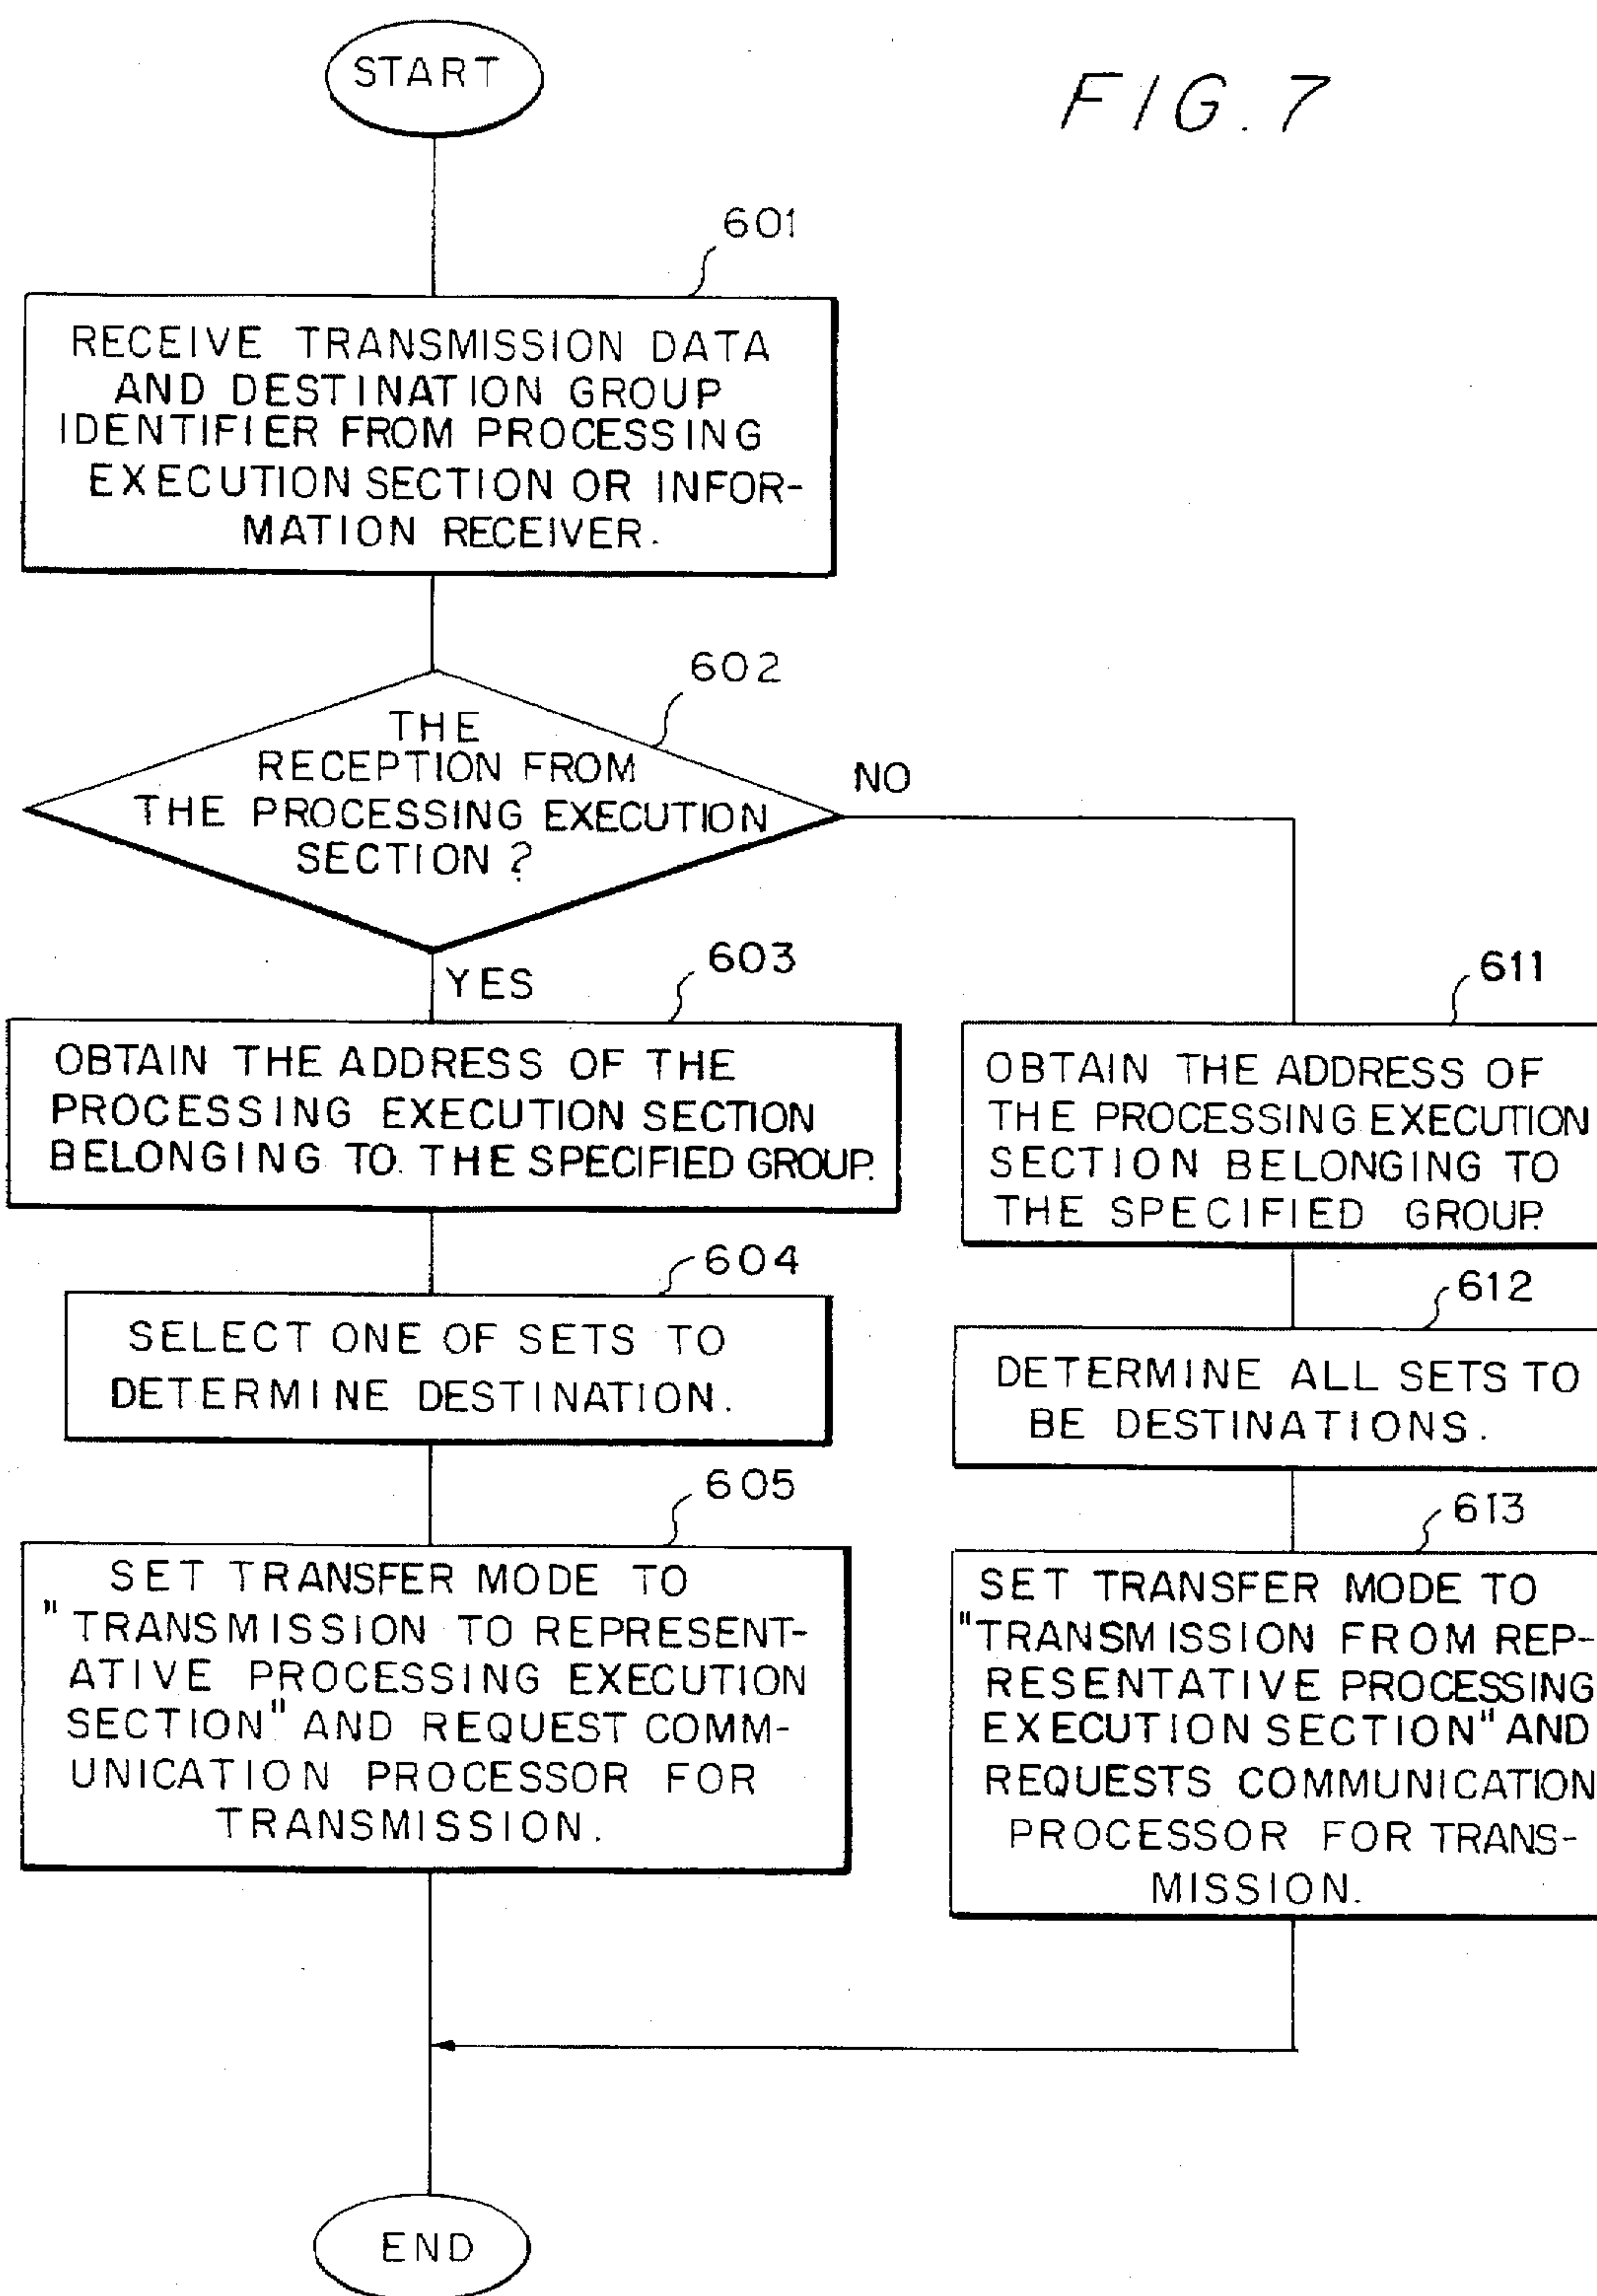 START
FIG. 7
601
RECEIVE TRANSMISSION DATA
AND DESTINATION GROUP
IDENTIFIER FROM PROCESSING
EXECUTION SECTION OR INFOR-
MATION RECEIVER.
602
THE
RECEPTION FROM
THE PROCESSING EXECUTION
SECTION ?
NO
YES
603
OBTAIN THE ADDRESS OF THE
PROCESSING EXECUTION SECTION
BELONGING TO. THE SPECIFIED GROUP.
604
SELECT ONE OF SETS TO
DETERMINE DESTINATION.
605
SET TRANSFER MODE TO
"TRANSMISSION TO REPRESENT-
ATIVE PROCESSING EXECUTION
SECTION" AND REQUEST COMM-
UNICATION PROCESSOR FOR
TRANSMISSION.
611
OBTAIN THE ADDRESS OF
THE PROCESSING EXECUTION
SECTION BELONGING TO
THE SPECIFIED GROUP.
612
DETERMINE ALL SETS TO
BE DESTINATIONS.
613
SET TRANSFER MODE TO
"TRANSMISSION FROM REP-
RESENTATIVE PROCESSING
EXECUTION SECTION" AND
REQUESTS COMMUNICATION
PROCESSOR FOR TRANS-
MISSION.
END